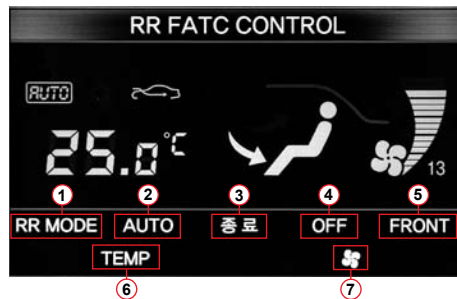 RR FATC CONTROL
AUTO
25.0°C
13
1 2 3 4 5
RR MODE AUTO 종료 OFF FRONT
TEMP
6 7